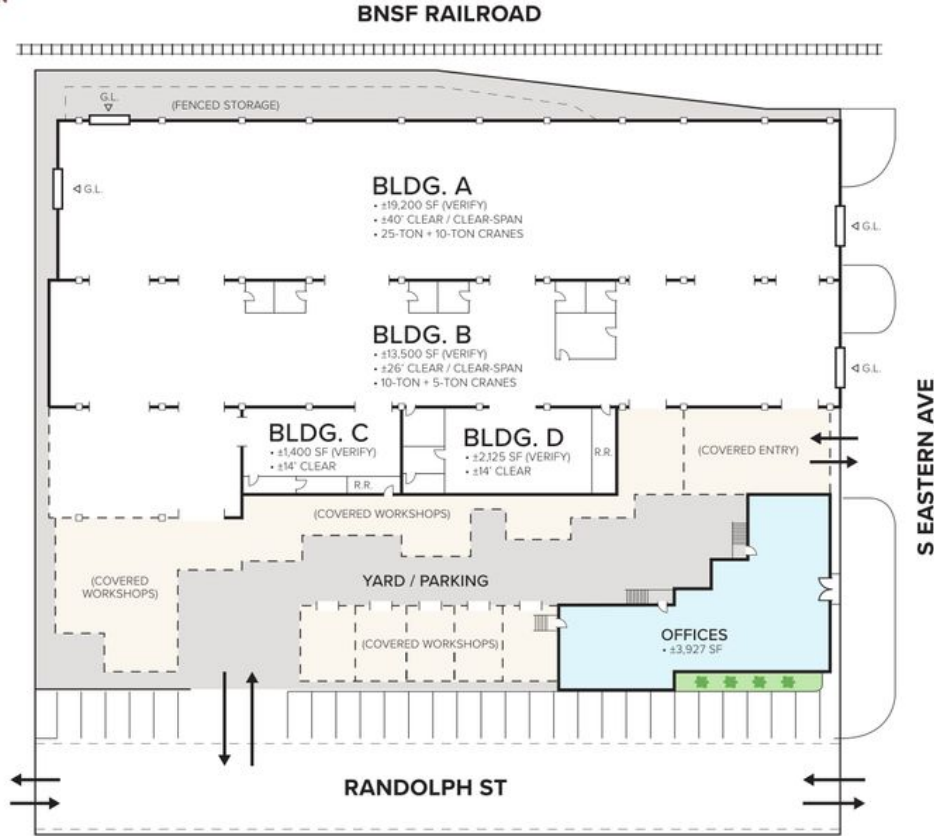 BNSF RAILROAD
G.L.
(FENCED STORAGE)
G.L.
BLDG. A
• ±19,200 SF (VERIFY)
• ±40' CLEAR / CLEAR-SPAN
• 25-TON + 10-TON CRANES
G.L.
BLDG. B
• ±13,500 SF (VERIFY)
• ±26' CLEAR / CLEAR-SPAN
• 10-TON + 5-TON CRANES
G.L.
S EASTERN AVE
BLDG. C
• ±1,400 SF (VERIFY)
• ±14' CLEAR
R.R.
BLDG. D
• ±2,125 SF (VERIFY)
• ±14' CLEAR
R.R.
(COVERED ENTRY)
(COVERED WORKSHOPS)
(COVERED
WORKSHOPS)
YARD / PARKING
(COVERED WORKSHOPS)
OFFICES
• ±3,927 SF
RANDOLPH ST